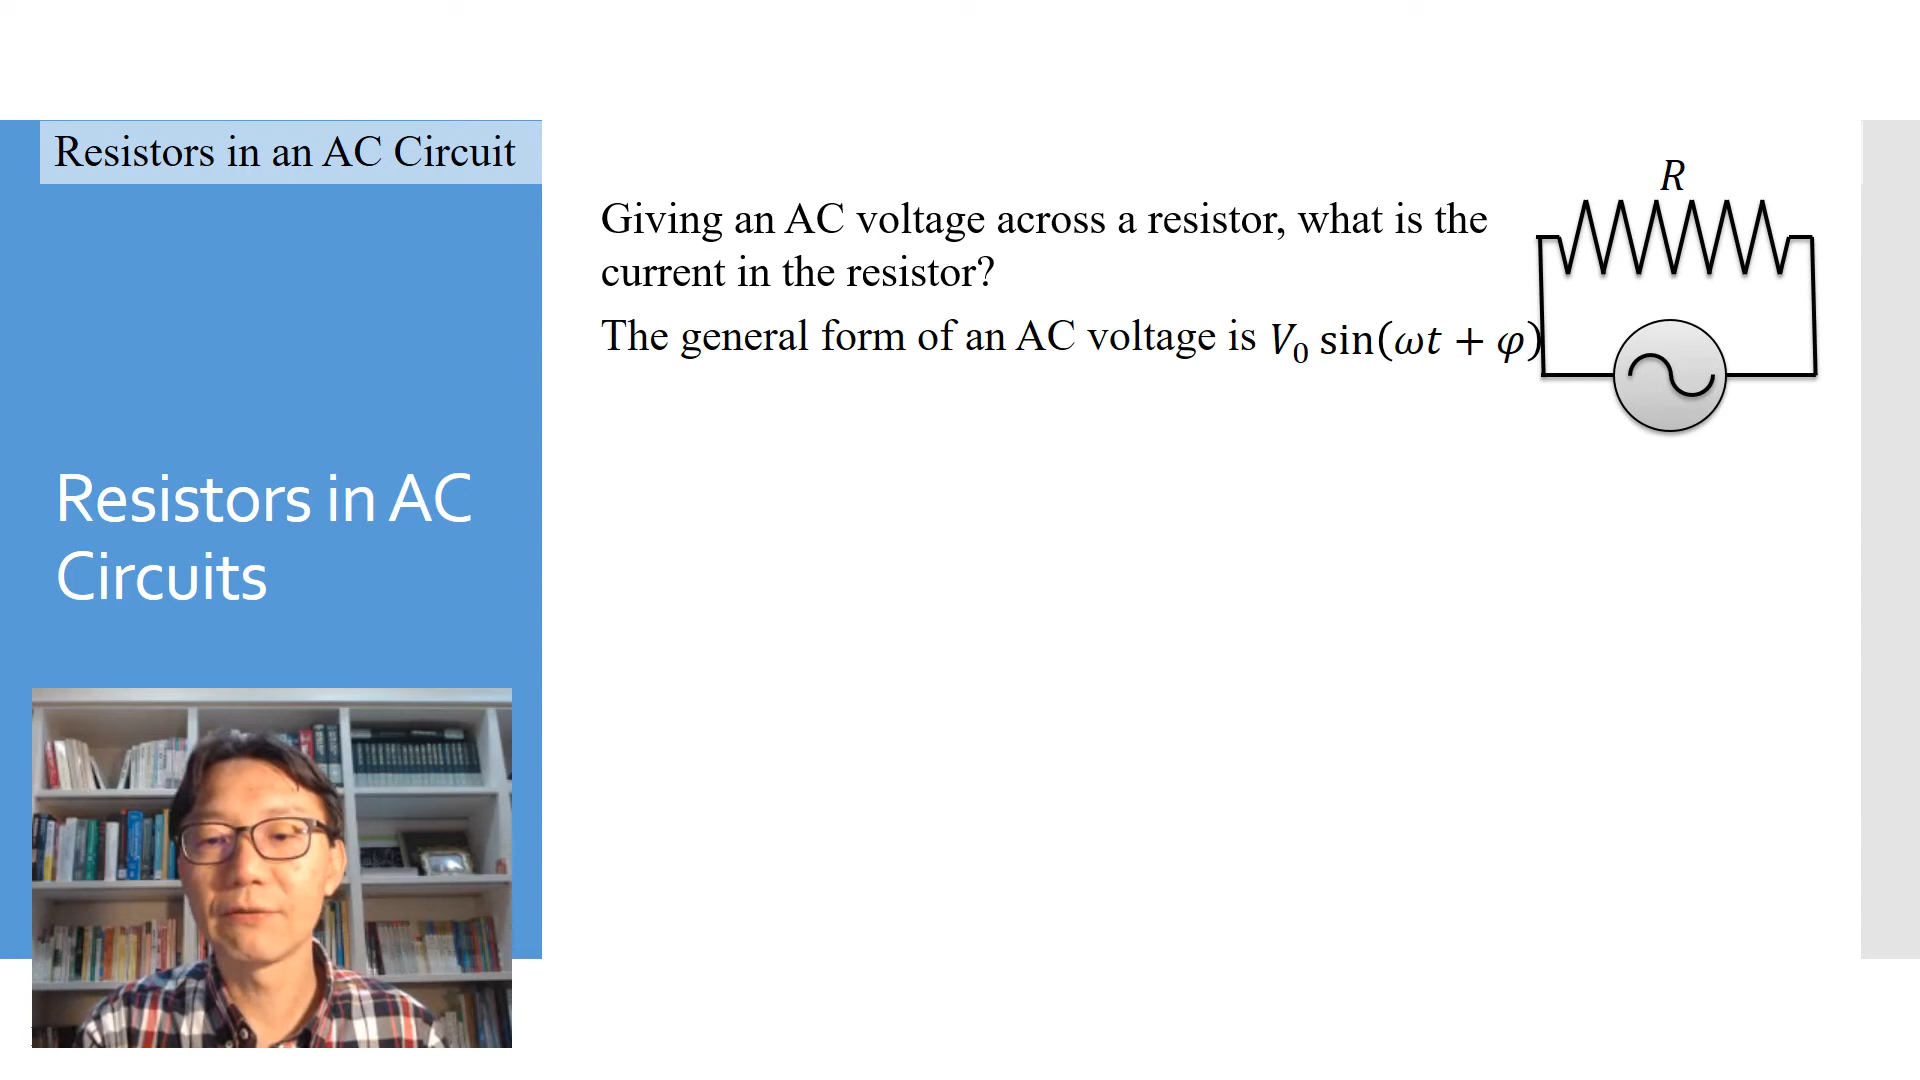 Resistors in an AC Circuit
R
Giving an AC voltage across a resistor, what is the
current in the resistor?
The general form of an AC voltage is V₀ sin(ωt + φ)
Resistors in AC
Circuits